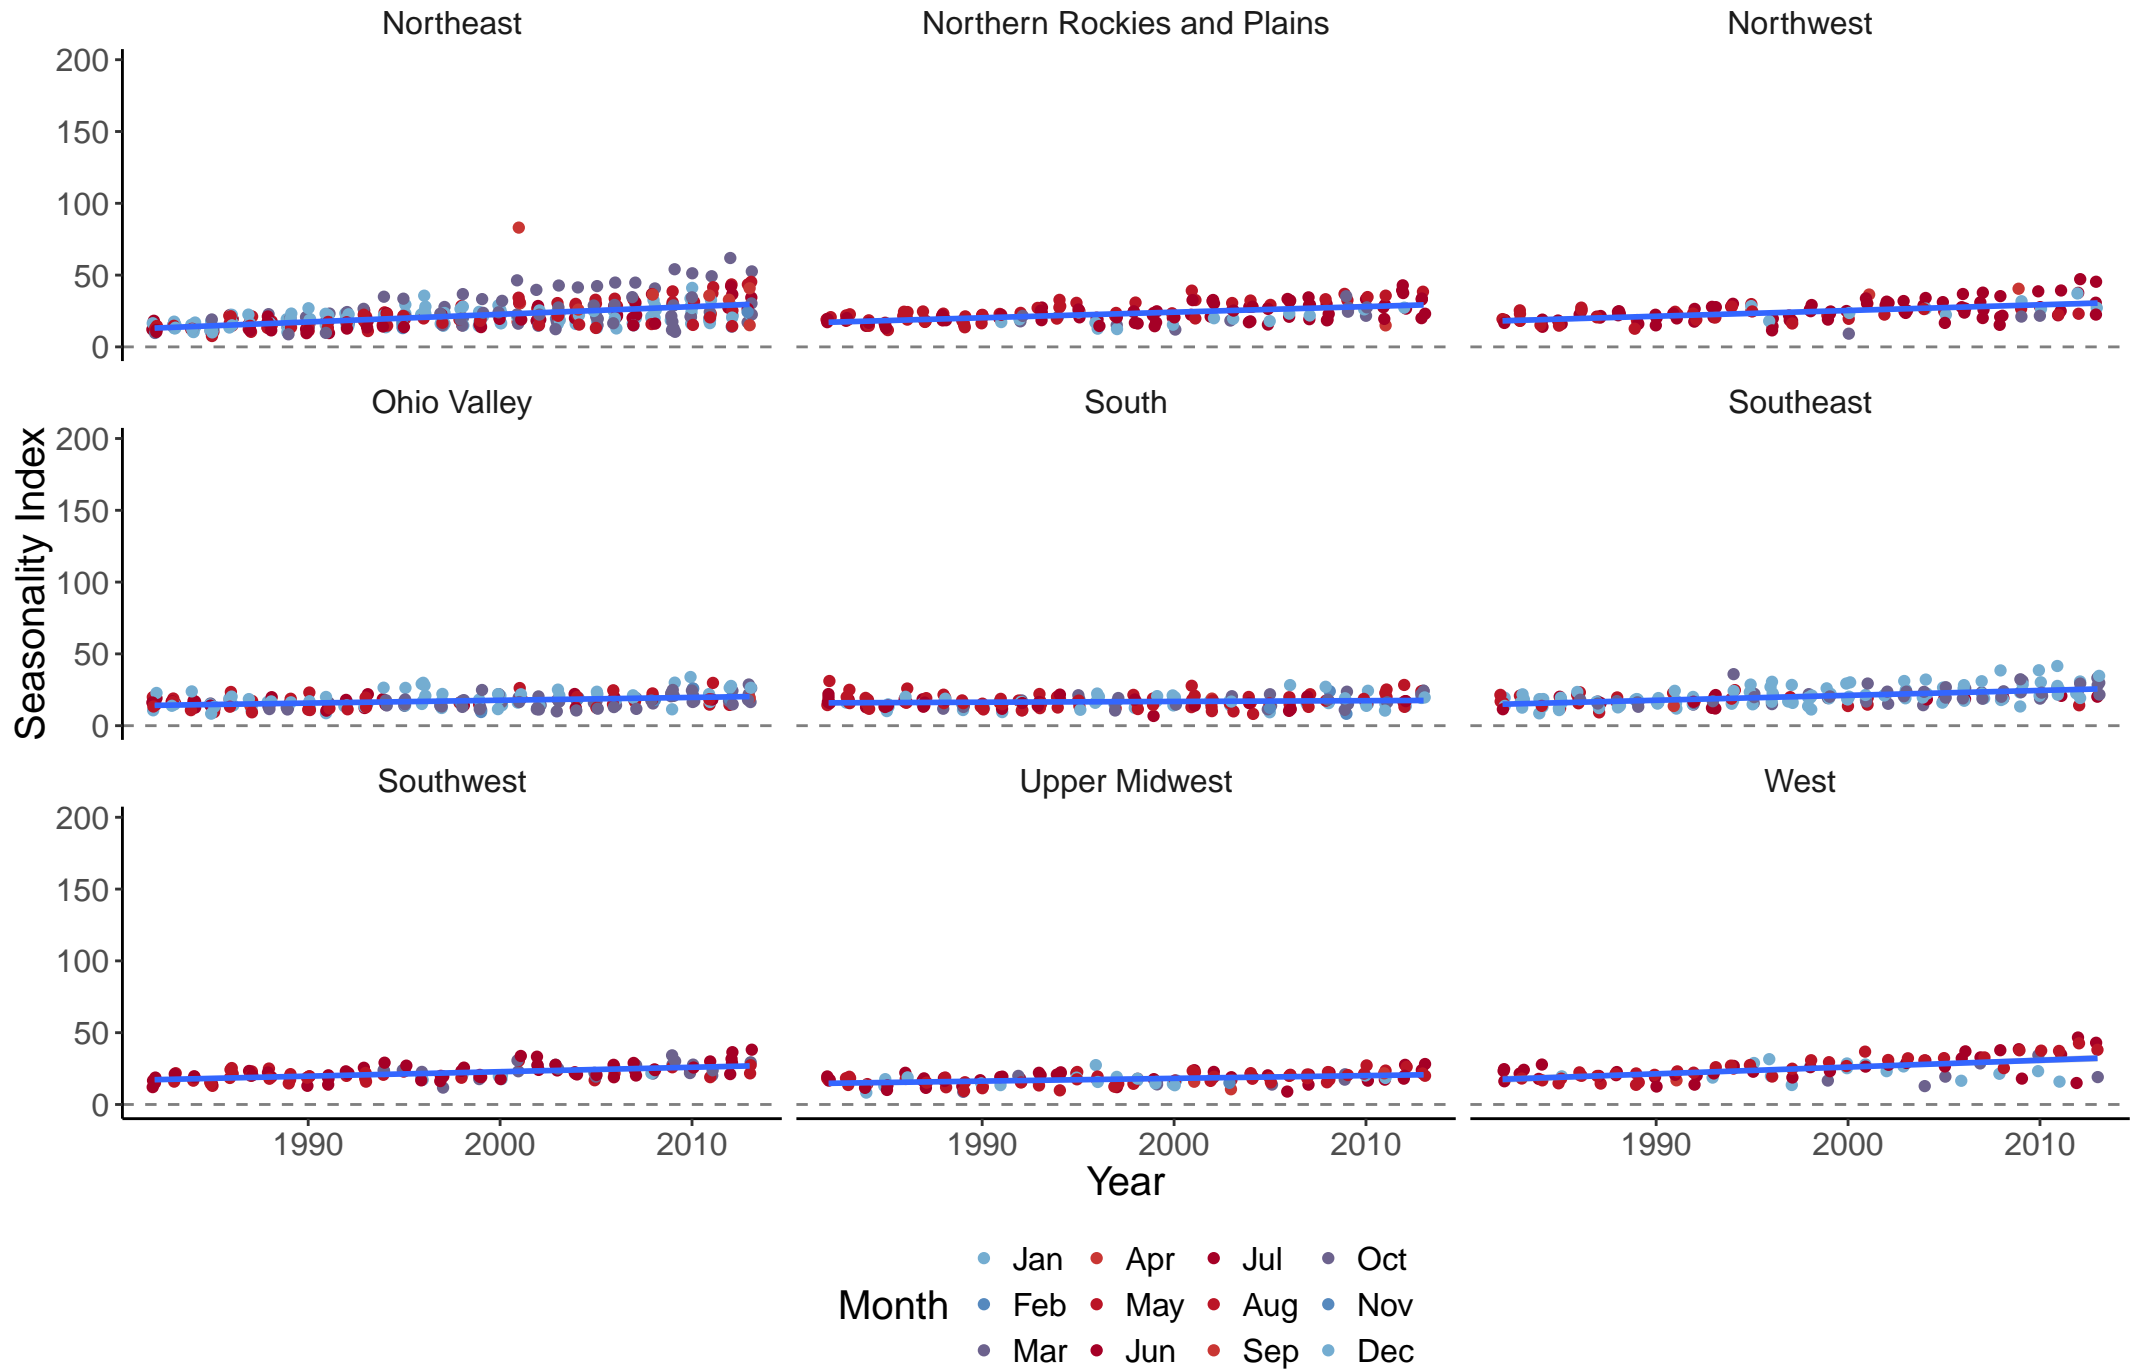 Northeast Northern Rockies and Plains Northwest
200
150
100
50
0
Ohio Valley South Southeast
200
150
100
50
0
Seasonality Index
Southwest Upper Midwest West
200
150
100
50
0
1990 2000 2010 1990 2000 2010 1990 2000 2010
Year
Month
Jan Apr Jul Oct
Feb May Aug Nov
Mar Jun Sep Dec